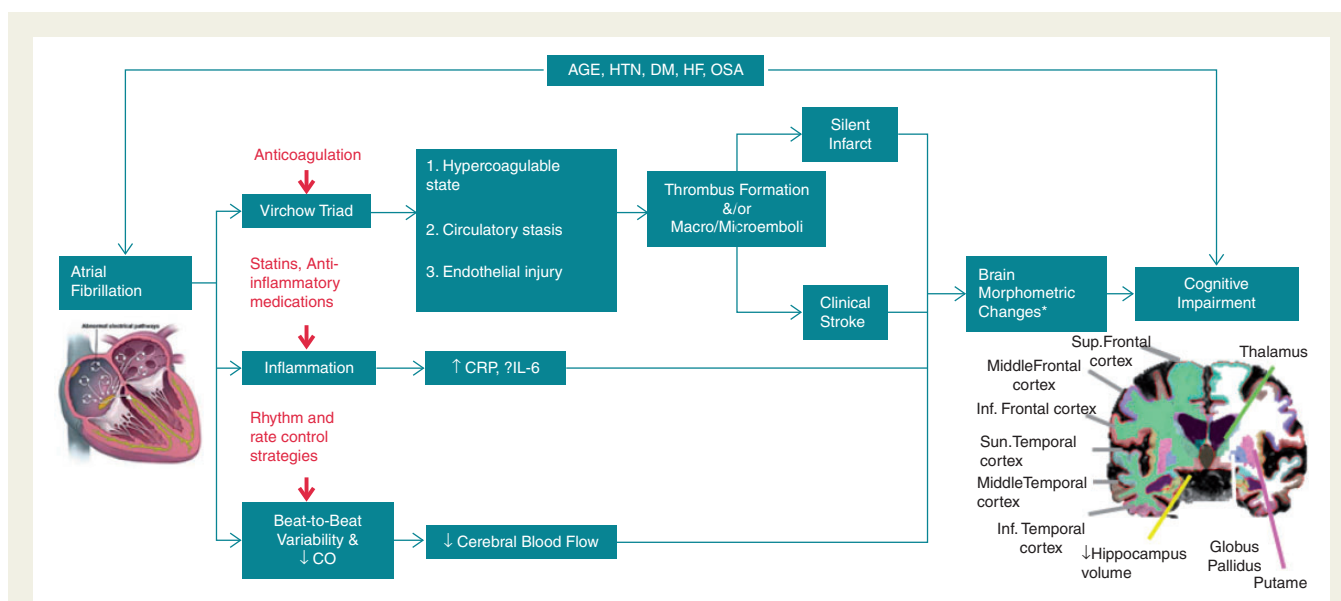 AGE, HTN, DM, HF, OSA
Anticoagulation
Virchow Triad
1. Hypercoagulable
state
2. Circulatory stasis
3. Endothelial injury
Thrombus Formation
&/or
Macro/Microemboli
Silent
Infarct
Clinical
Stroke
Atrial
Fibrillation
Abnormal electrical pathways
Statins, Anti-
inflammatory
medications
Inflammation
↑ CRP, ?IL-6
Rhythm and
rate control
strategies
Beat-to-Beat
Variability &
↓ CO
↓ Cerebral Blood Flow
Brain
Morphometric
Changes*
Cognitive
Impairment
Sup.Frontal
cortex
Thalamus
MiddleFrontal
cortex
Inf. Frontal cortex
Sun.Temporal
cortex
MiddleTemporal
cortex
Inf. Temporal
cortex
↓Hippocampus
volume
Globus
Pallidus
Putame